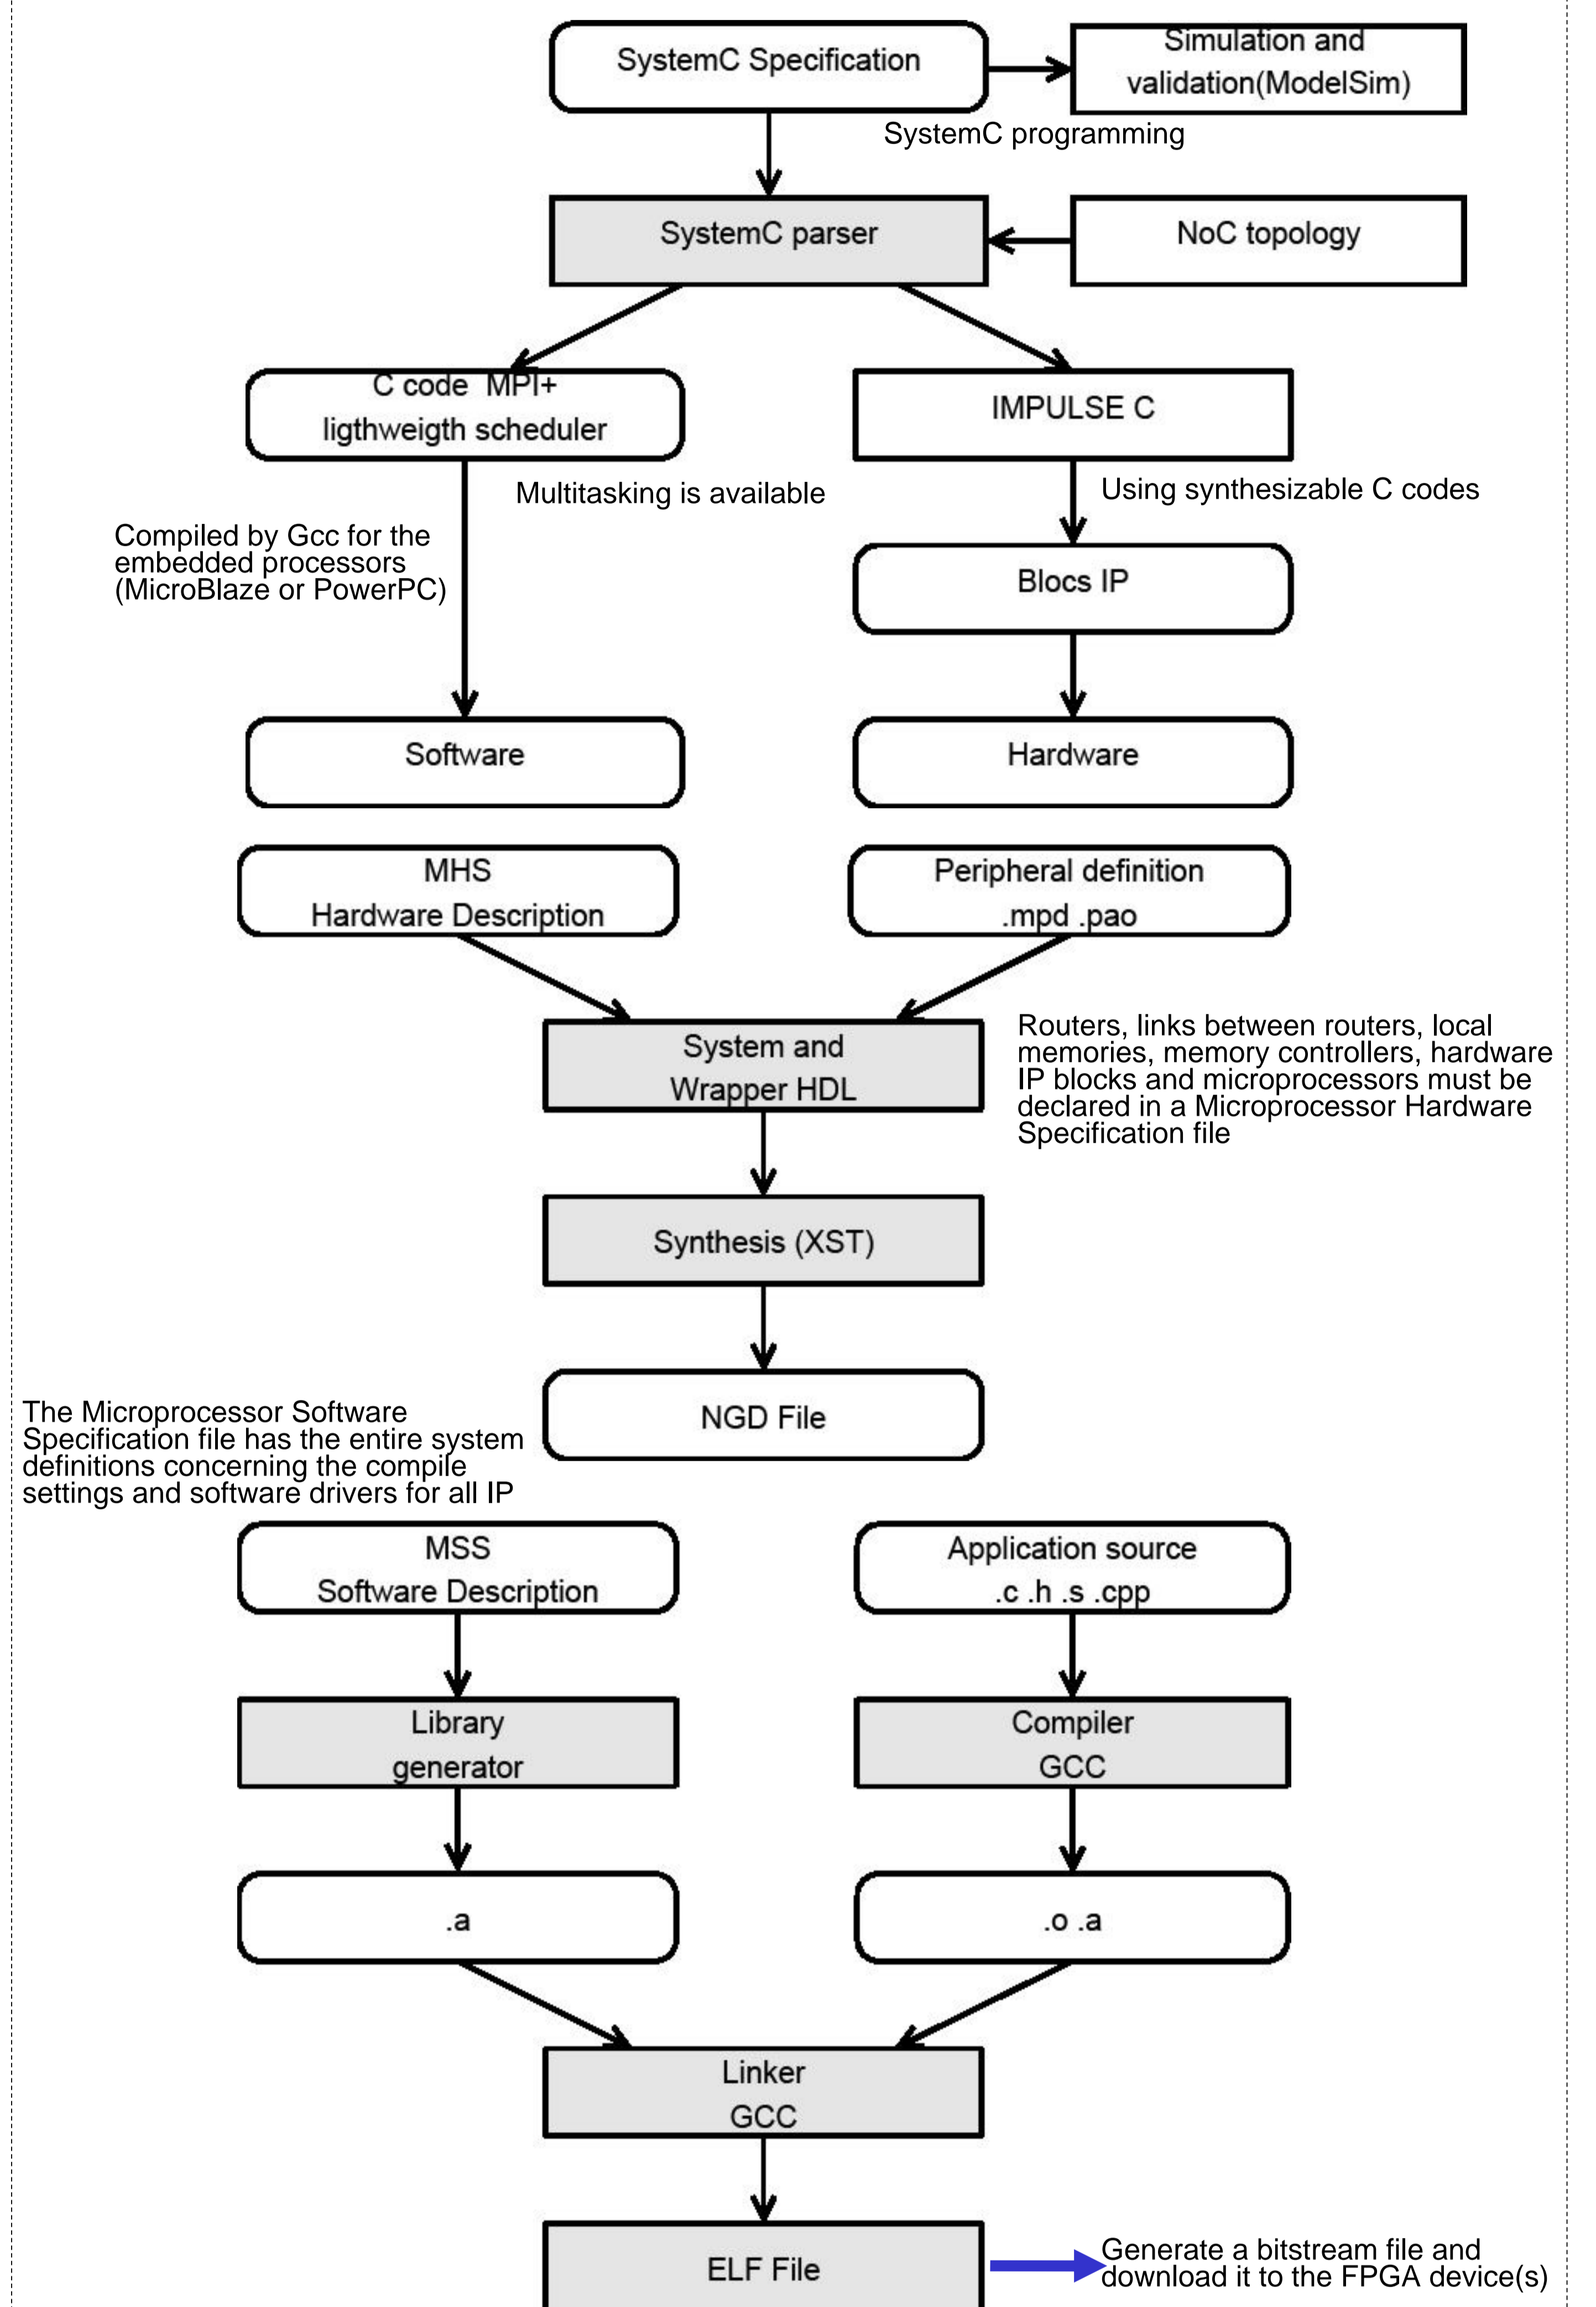 SystemC Specification
Simulation and
validation(ModelSim)
SystemC programming
SystemC parser
NoC topology
C code  MPI+
ligthweigth scheduler
IMPULSE C
Multitasking is available
Using synthesizable C codes
Compiled by Gcc for the
embedded processors
(MicroBlaze or PowerPC)
Blocs IP
Software
Hardware
MHS
Hardware Description
Peripheral definition
.mpd .pao
System and
Wrapper HDL
Routers, links between routers, local
memories, memory controllers, hardware
IP blocks and microprocessors must be
declared in a Microprocessor Hardware
Specification file
Synthesis (XST)
NGD File
The Microprocessor Software
Specification file has the entire system
definitions concerning the compile
settings and software drivers for all IP
MSS
Software Description
Application source
.c .h .s .cpp
Library
generator
Compiler
GCC
.a
.o .a
Linker
GCC
ELF File
Generate a bitstream file and
download it to the FPGA device(s)